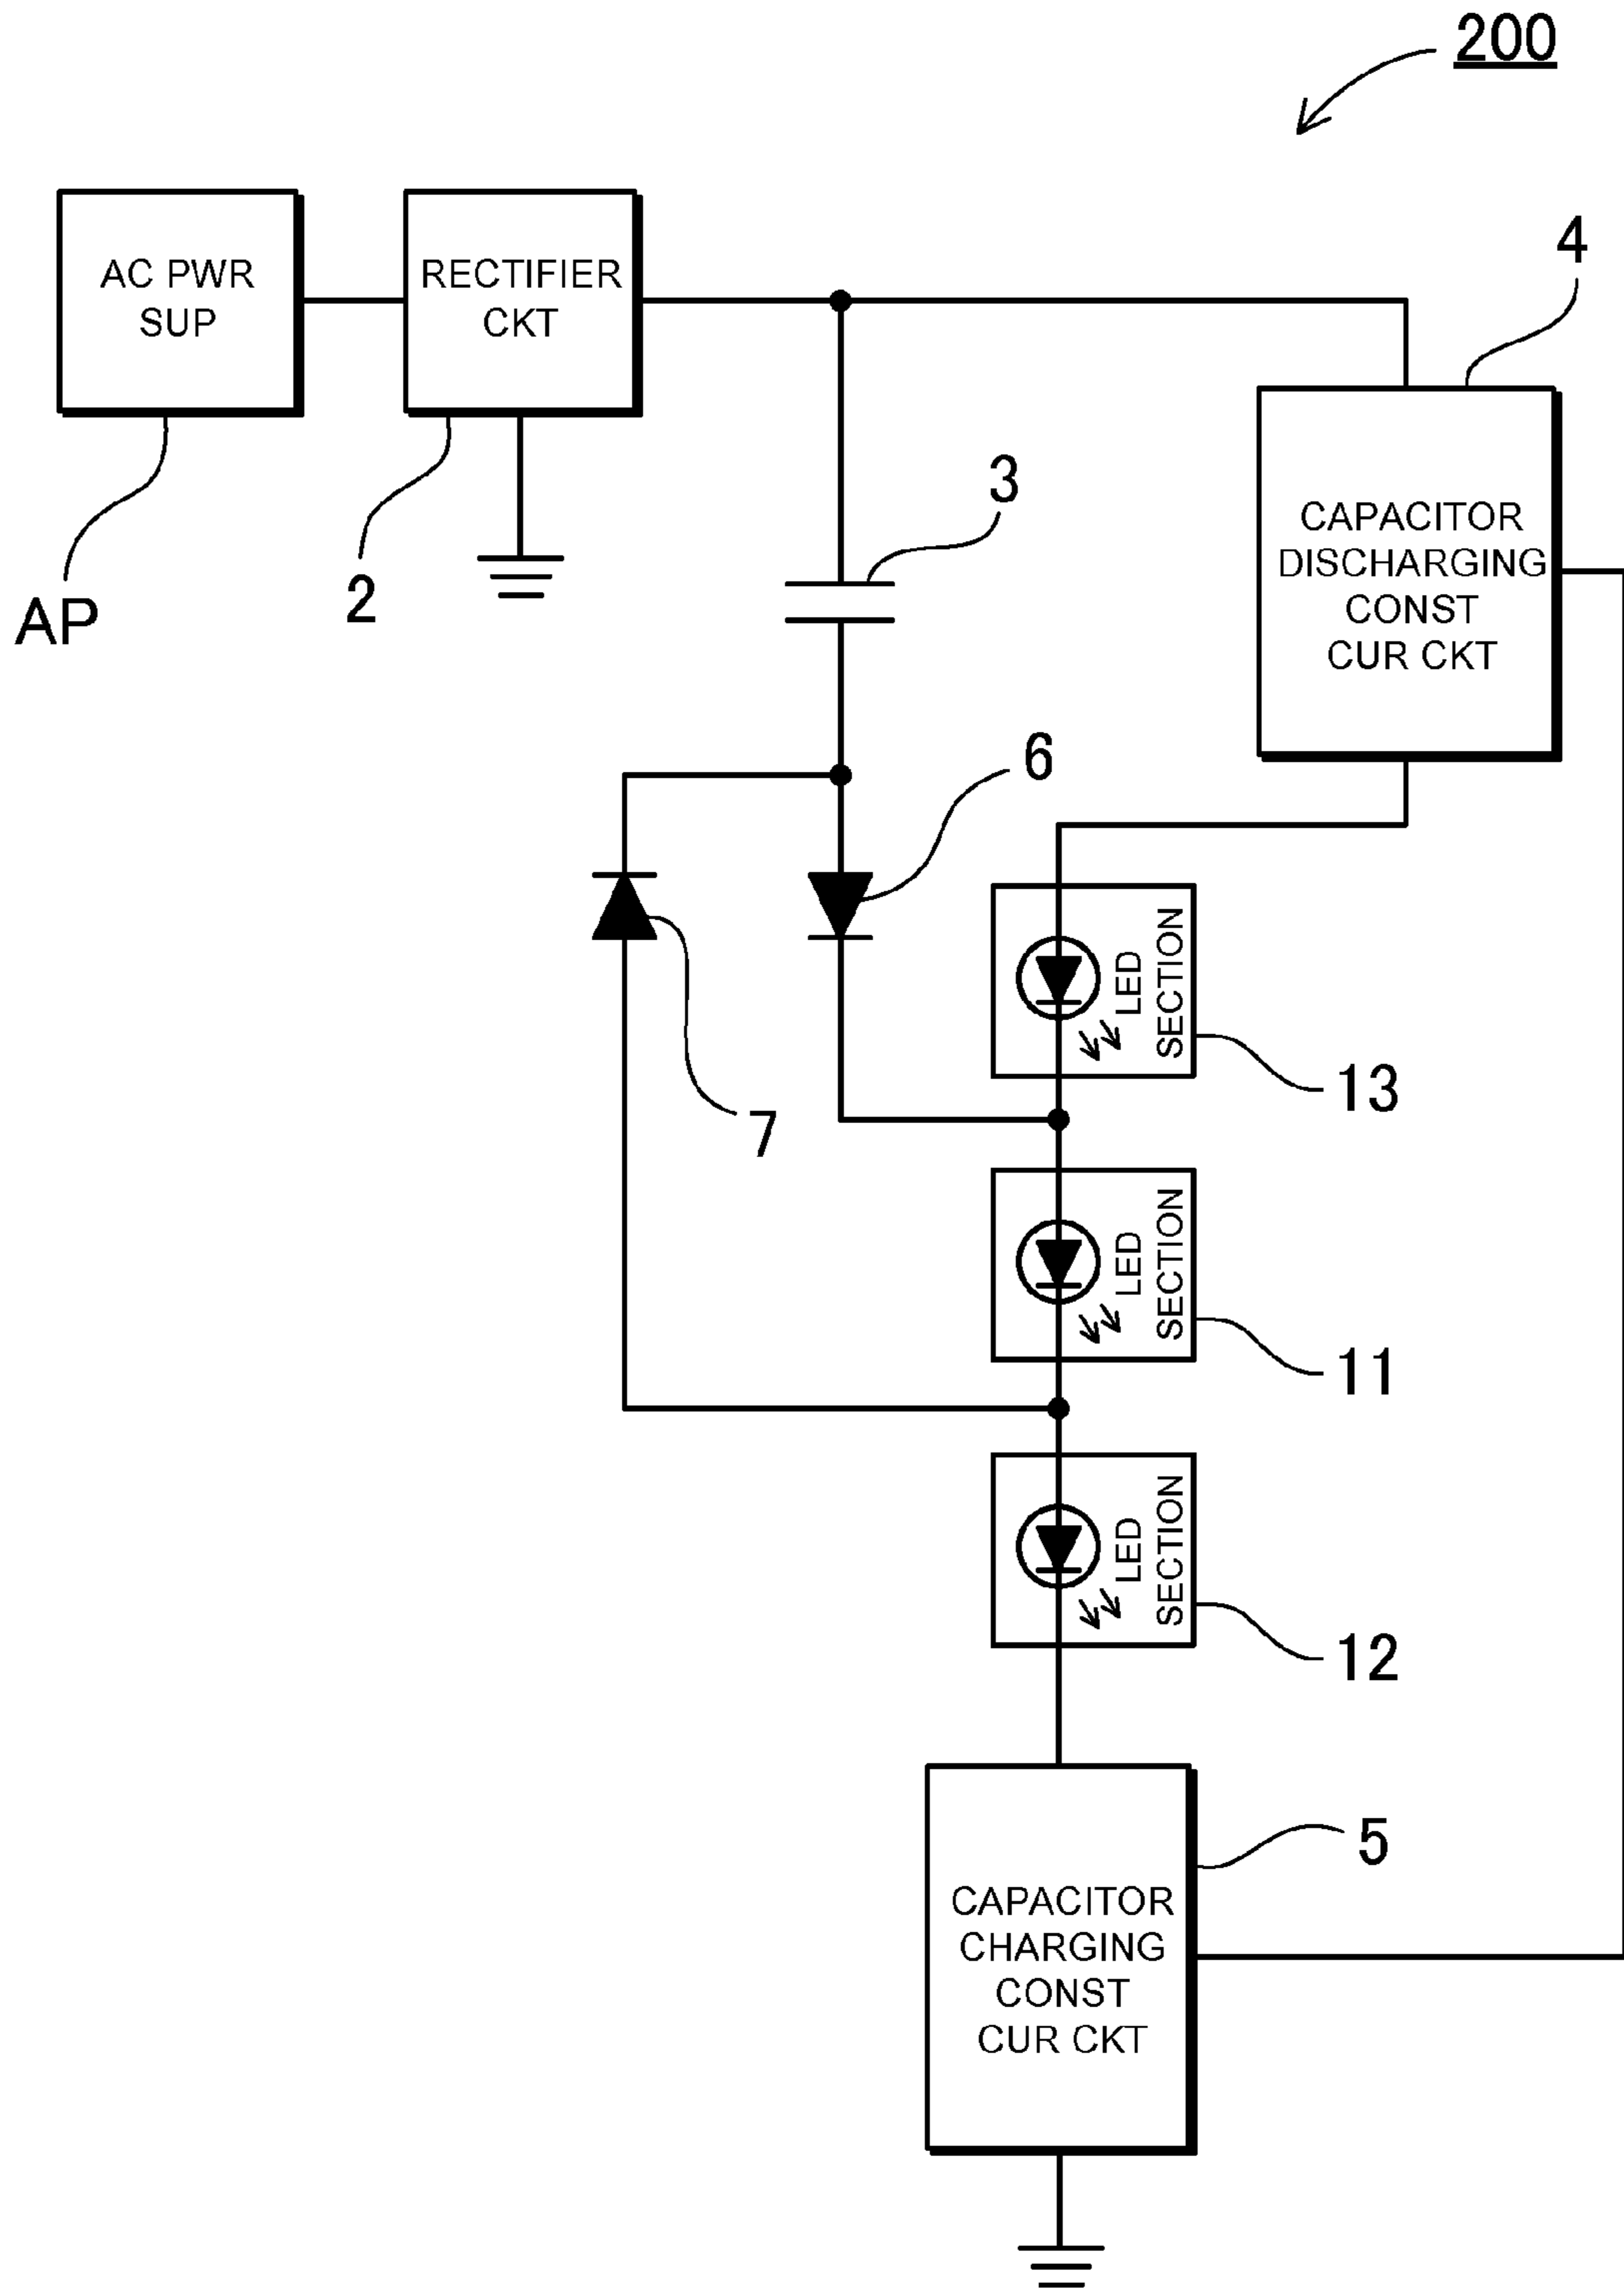 200
AC PWR
SUP
RECTIFIER
CKT
4
AP
2
3
CAPACITOR
DISCHARGING
CONST
CUR CKT
6
7
LED
SECTION
13
LED
SECTION
11
LED
SECTION
12
5
CAPACITOR
CHARGING
CONST
CUR CKT